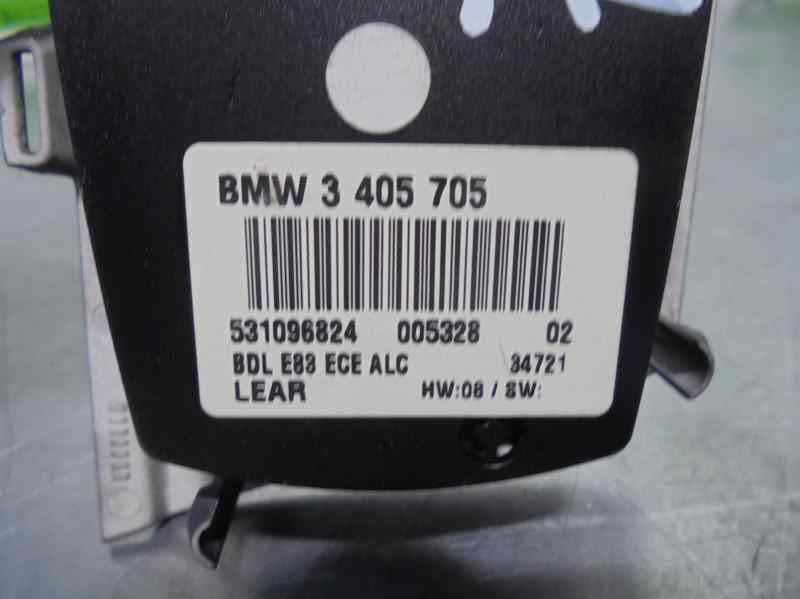 BMW 3 405 705
531096824 005328 02
BDL E83 ECE ALC 34721
LEAR HW:08 / SW: